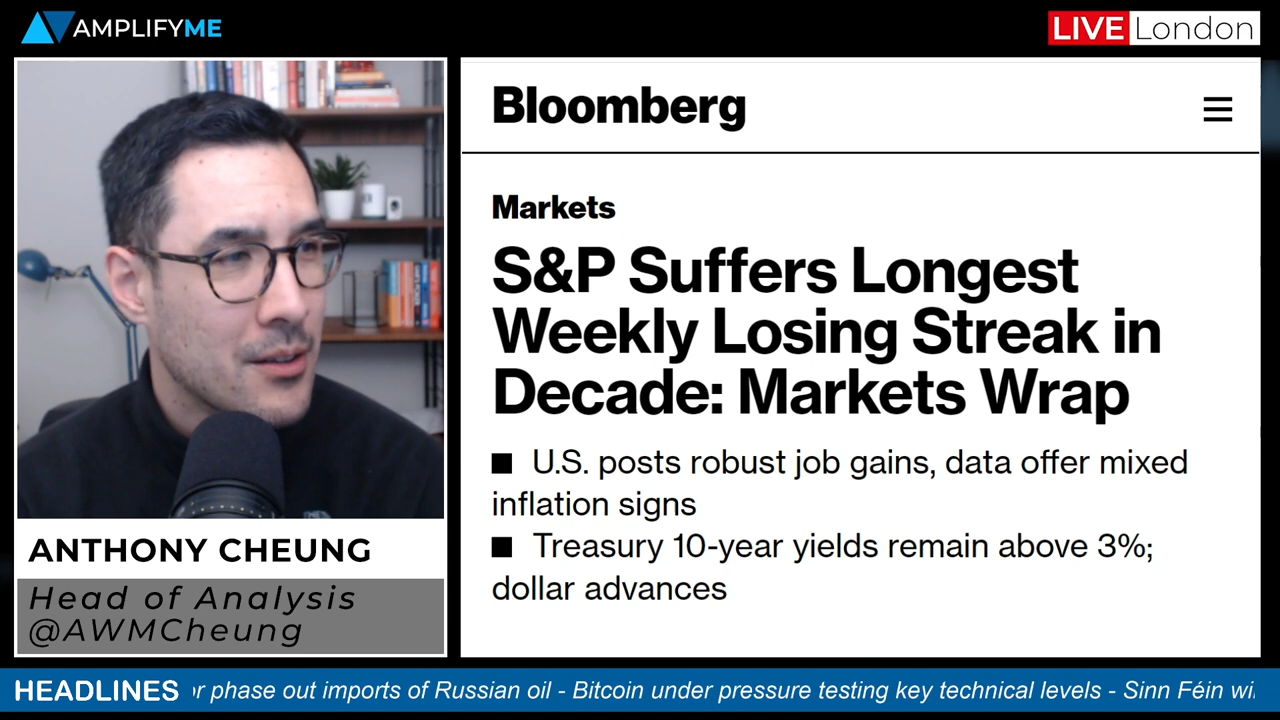 AMPLIFYME
LIVE London
Bloomberg
Markets
S&P Suffers Longest
Weekly Losing Streak in
Decade: Markets Wrap
■ U.S. posts robust job gains, data offer mixed
inflation signs
■ Treasury 10-year yields remain above 3%;
dollar advances
ANTHONY CHEUNG
Head of Analysis
@AWMCheung
HEADLINES phase out imports of Russian oil - Bitcoin under pressure testing key technical levels - Sinn Féin